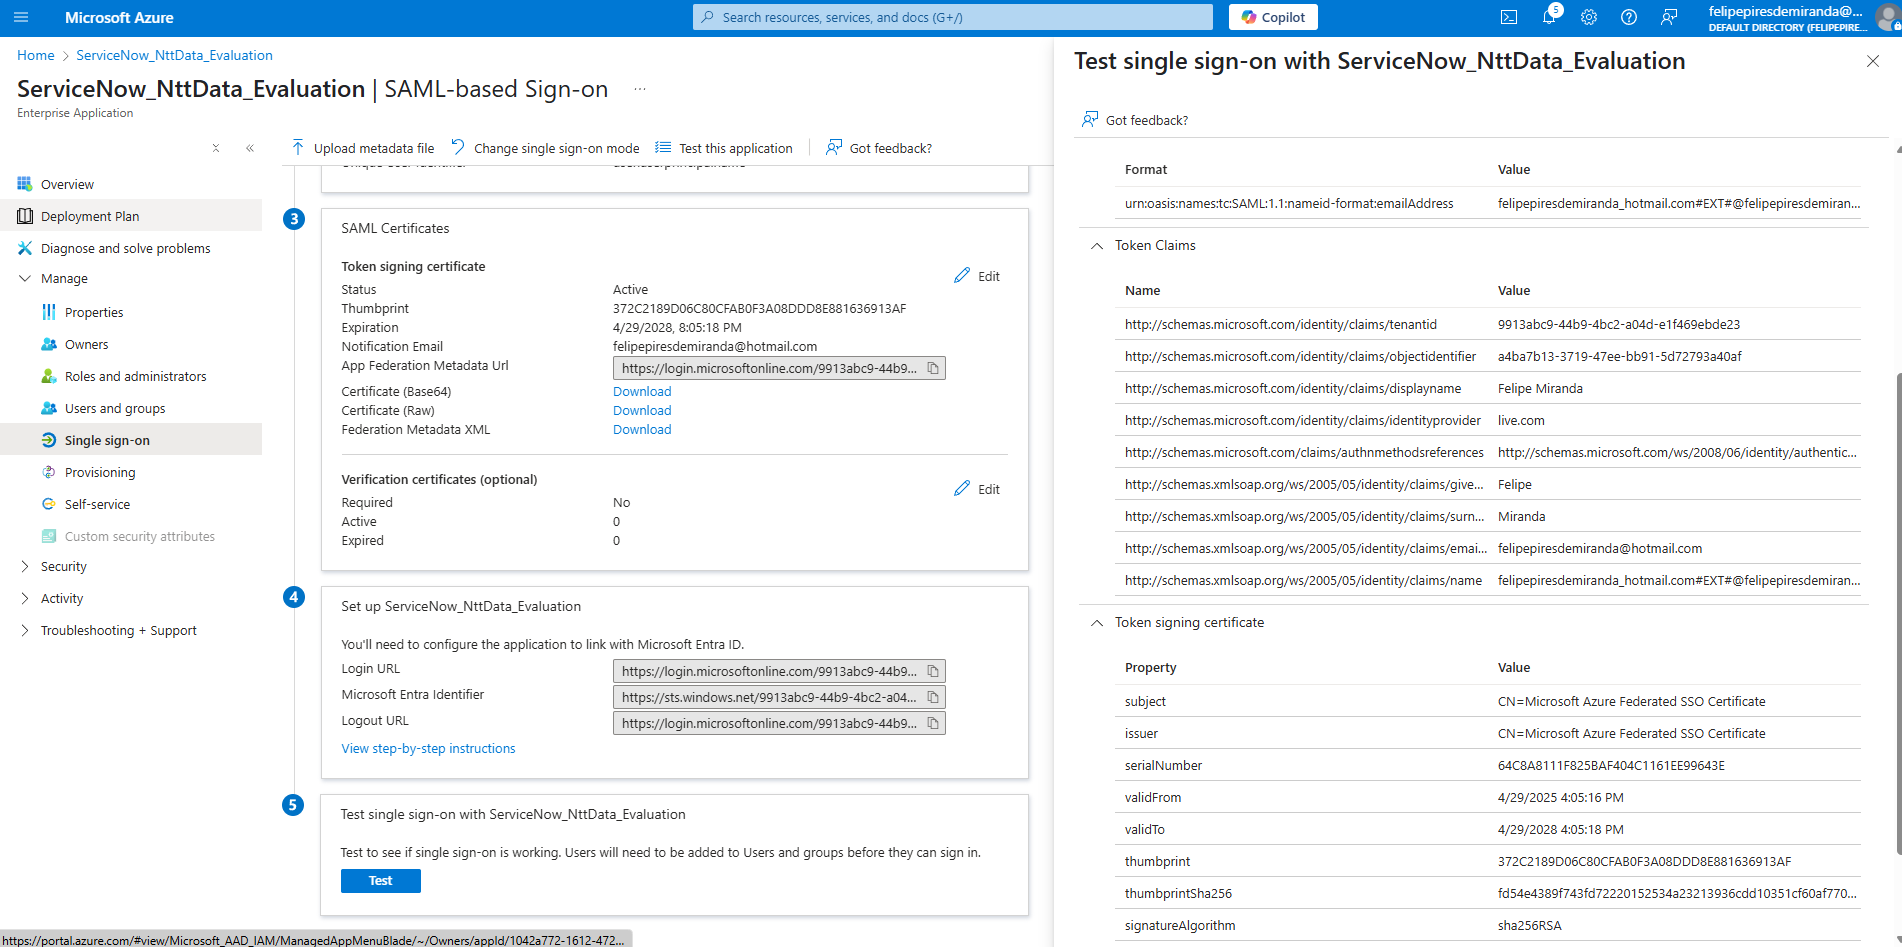 Microsoft Azure
Search resources, services, and docs (G+/)
Copilot
5
felipepiresdemiranda@...
DEFAULT DIRECTORY (FELIPEPIRE...
Home > ServiceNow_NttData_Evaluation
ServiceNow_NttData_Evaluation | SAML-based Sign-on ...
Enterprise Application
Upload metadata file
Change single sign-on mode
Test this application
Got feedback?
Overview
Deployment Plan
Diagnose and solve problems
Manage
Properties
Owners
Roles and administrators
Users and groups
Single sign-on
Provisioning
Self-service
Custom security attributes
Security
Activity
Troubleshooting + Support
3
SAML Certificates
Token signing certificate
Edit
Status Active
Thumbprint 372C2189D06C80CFAB0F3A08DDD8E881636913AF
Expiration 4/29/2028, 8:05:18 PM
Notification Email felipepiresdemiranda@hotmail.com
App Federation Metadata Url https://login.microsoftonline.com/9913abc9-44b9...
Certificate (Base64) Download
Certificate (Raw) Download
Federation Metadata XML Download
Verification certificates (optional)
Edit
Required No
Active 0
Expired 0
4
Set up ServiceNow_NttData_Evaluation
You'll need to configure the application to link with Microsoft Entra ID.
Login URL https://login.microsoftonline.com/9913abc9-44b9...
Microsoft Entra Identifier https://sts.windows.net/9913abc9-44b9-4bc2-a04...
Logout URL https://login.microsoftonline.com/9913abc9-44b9...
View step-by-step instructions
5
Test single sign-on with ServiceNow_NttData_Evaluation
Test to see if single sign-on is working. Users will need to be added to Users and groups before they can sign in.
Test
https://portal.azure.com/#view/Microsoft_AAD_IAM/ManagedAppMenuBlade/~/Owners/appId/1042a772-1612-472...
Test single sign-on with ServiceNow_NttData_Evaluation
Got feedback?
Format Value
urn:oasis:names:tc:SAML:1.1:nameid-format:emailAddress felipepiresdemiranda_hotmail.com#EXT#@felipepiresdemiran...
Token Claims
Name Value
http://schemas.microsoft.com/identity/claims/tenantid 9913abc9-44b9-4bc2-a04d-e1f469ebde23
http://schemas.microsoft.com/identity/claims/objectidentifier a4ba7b13-3719-47ee-bb91-5d72793a40af
http://schemas.microsoft.com/identity/claims/displayname Felipe Miranda
http://schemas.microsoft.com/identity/claims/identityprovider live.com
http://schemas.microsoft.com/claims/authnmethodsreferences http://schemas.microsoft.com/ws/2008/06/identity/authentic...
http://schemas.xmlsoap.org/ws/2005/05/identity/claims/give... Felipe
http://schemas.xmlsoap.org/ws/2005/05/identity/claims/surn... Miranda
http://schemas.xmlsoap.org/ws/2005/05/identity/claims/emai... felipepiresdemiranda@hotmail.com
http://schemas.xmlsoap.org/ws/2005/05/identity/claims/name felipepiresdemiranda_hotmail.com#EXT#@felipepiresdemiran...
Token signing certificate
Property Value
subject CN=Microsoft Azure Federated SSO Certificate
issuer CN=Microsoft Azure Federated SSO Certificate
serialNumber 64C8A8111F825BAF404C1161EE99643E
validFrom 4/29/2025 4:05:16 PM
validTo 4/29/2028 4:05:18 PM
thumbprint 372C2189D06C80CFAB0F3A08DDD8E881636913AF
thumbprintSha256 fd54e4389f743fd72220152534a23213936cdd10351cf60af770...
signatureAlgorithm sha256RSA